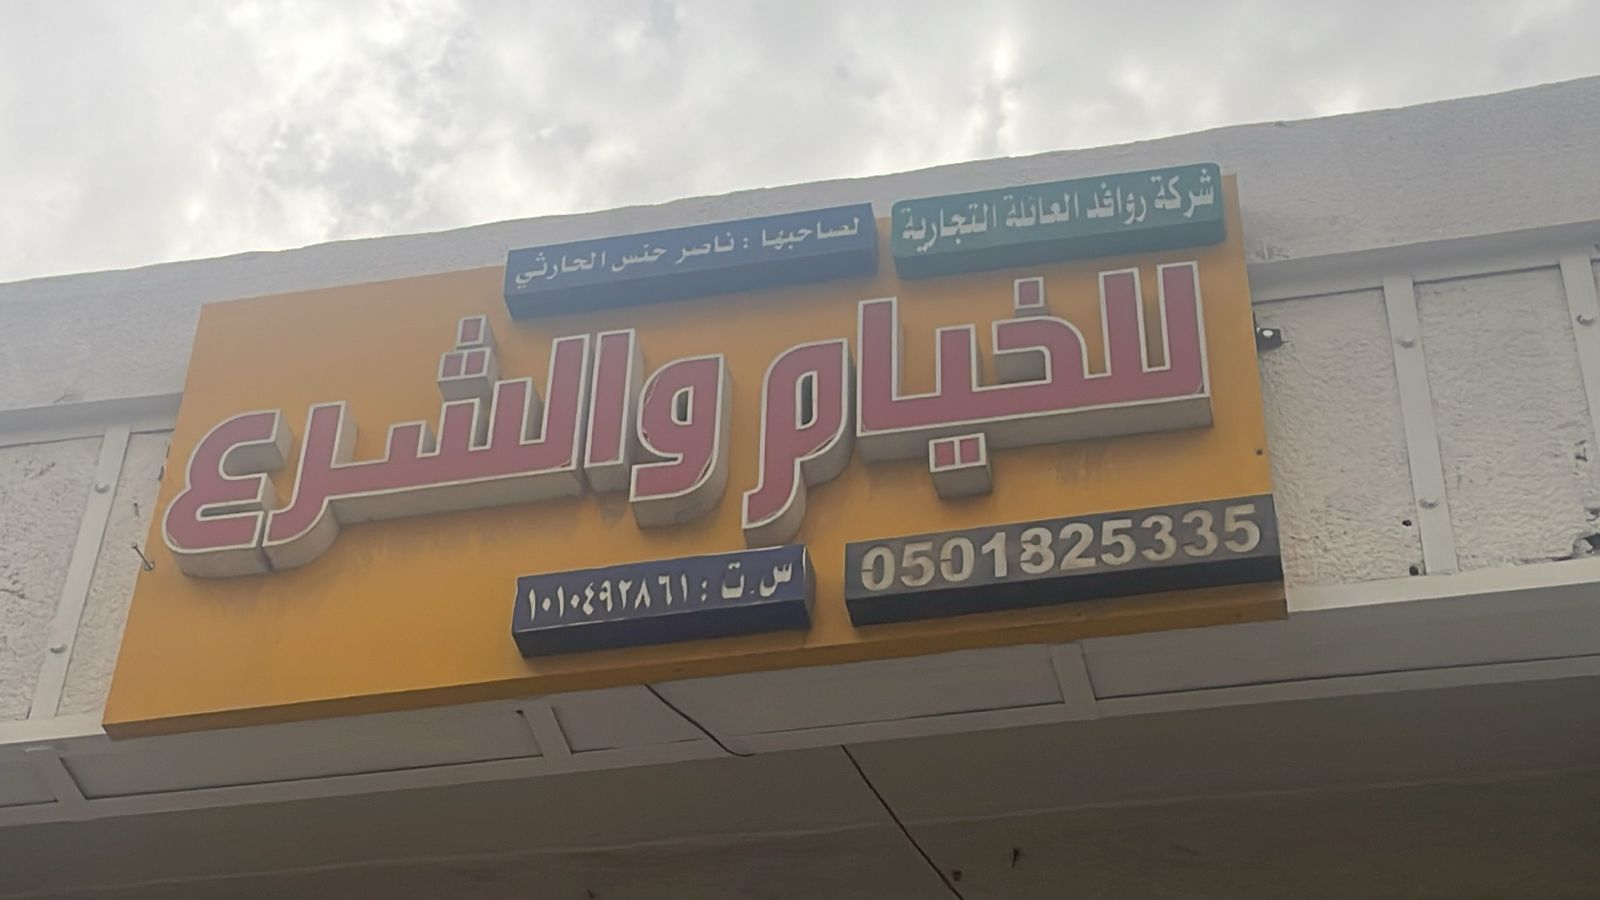 شركة روافد العائلة التجارية
لصاحبها : ناصر حنس الحارثي
للخيام والشرع
0501825335
س.ت : ١٠١٠٤٩٢٨٦١